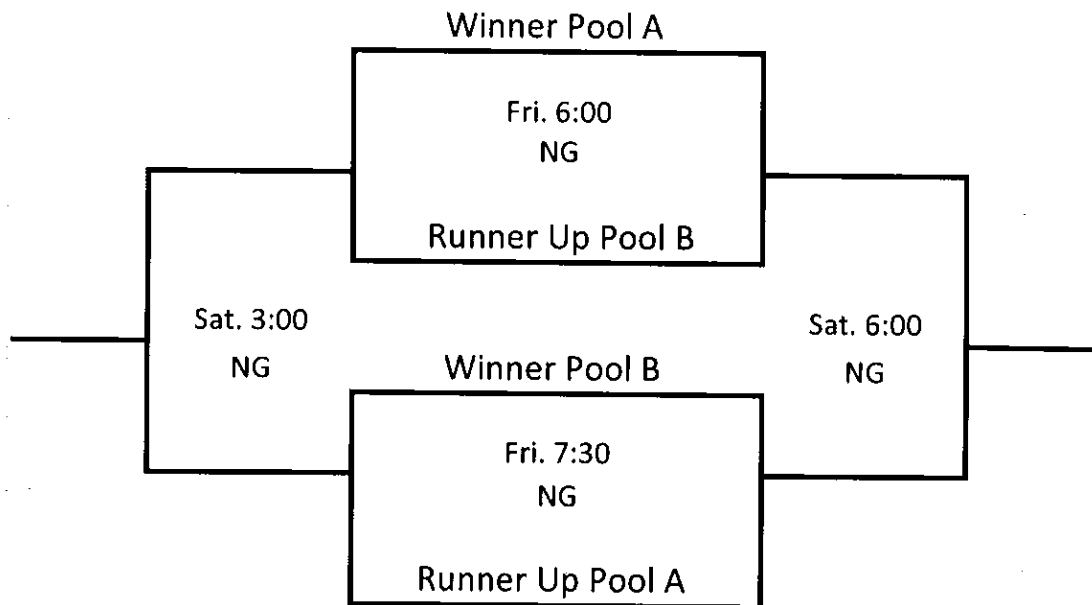 Winner Pool A
Fri. 6:00
NG
Runner Up Pool B
Sat. 3:00
NG
Sat. 6:00
NG
Winner Pool B
Fri. 7:30
NG
Runner Up Pool A